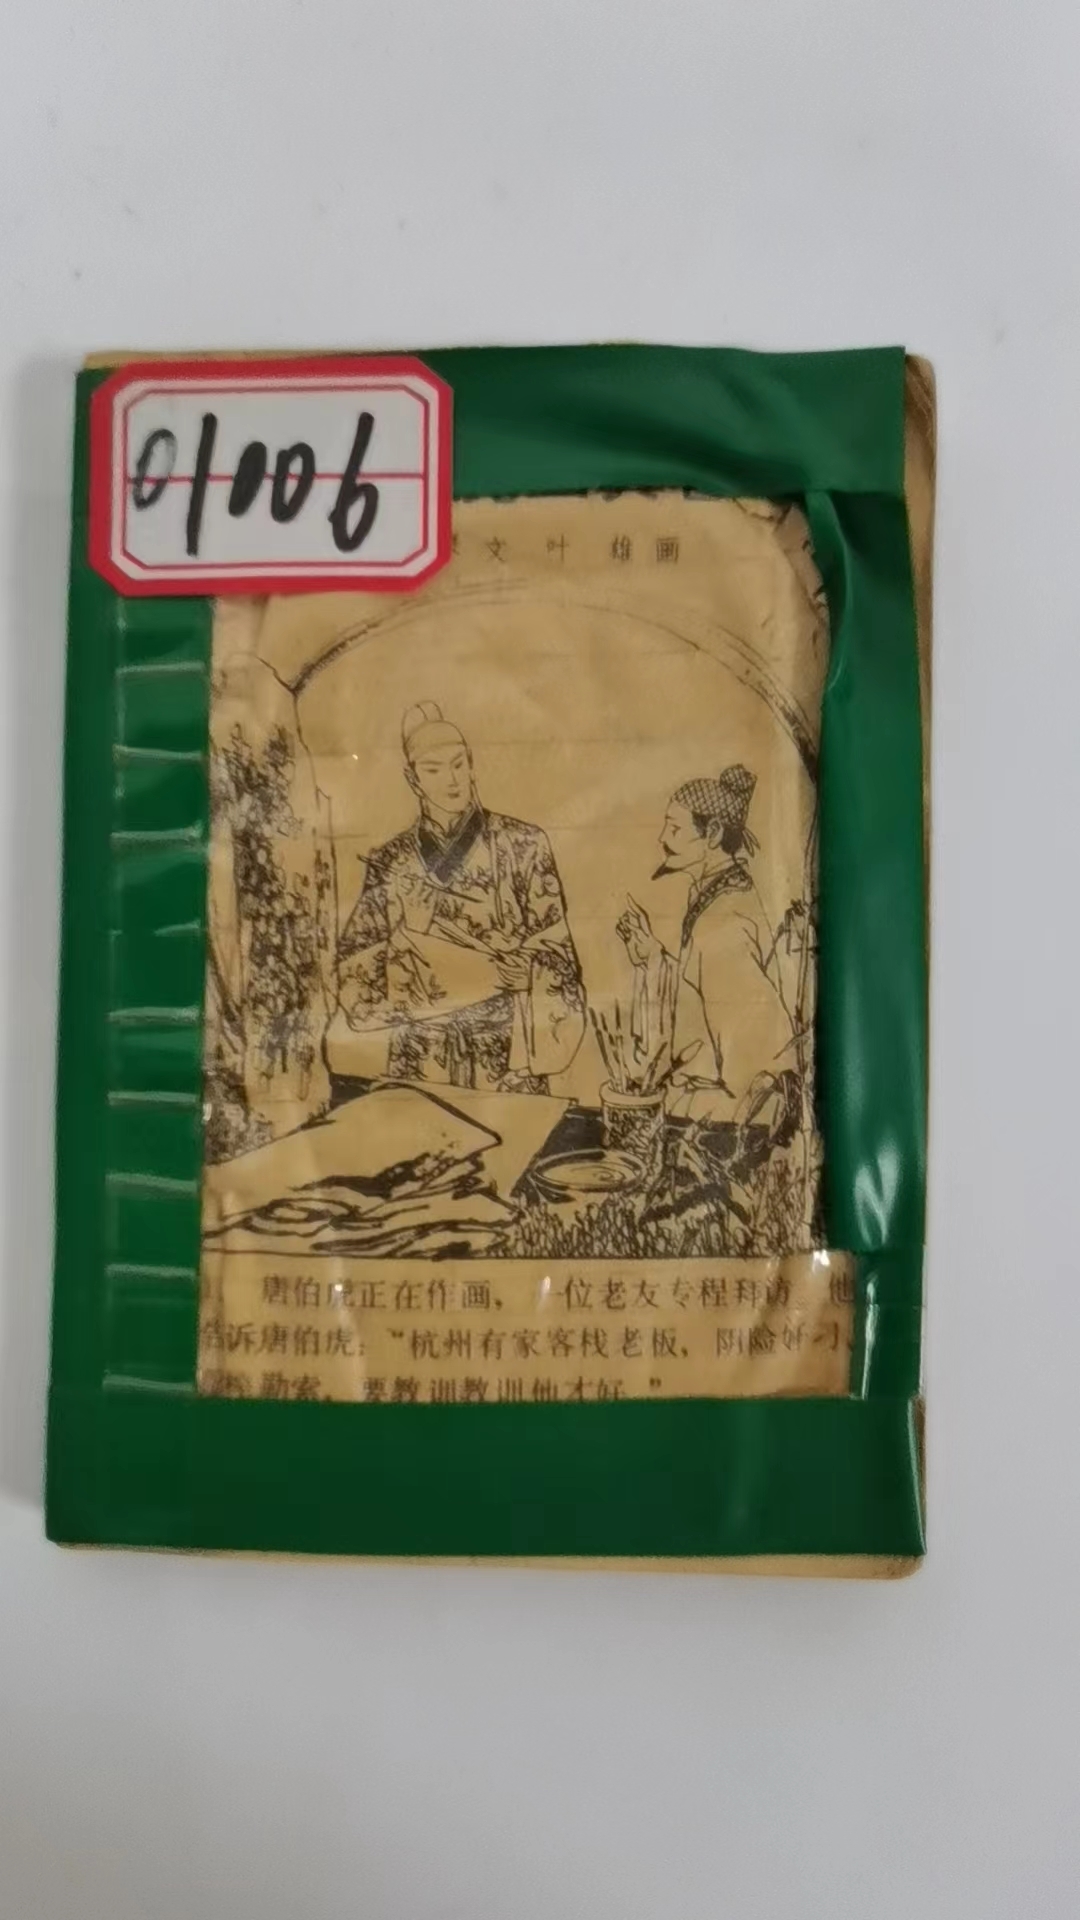 01006
文 叶 雄 画
唐伯虎正在作画，一位老友专程拜访 他
告诉唐伯虎："杭州有家客栈老板，阴险奸刁、
勒索，要教训教训他才好。"